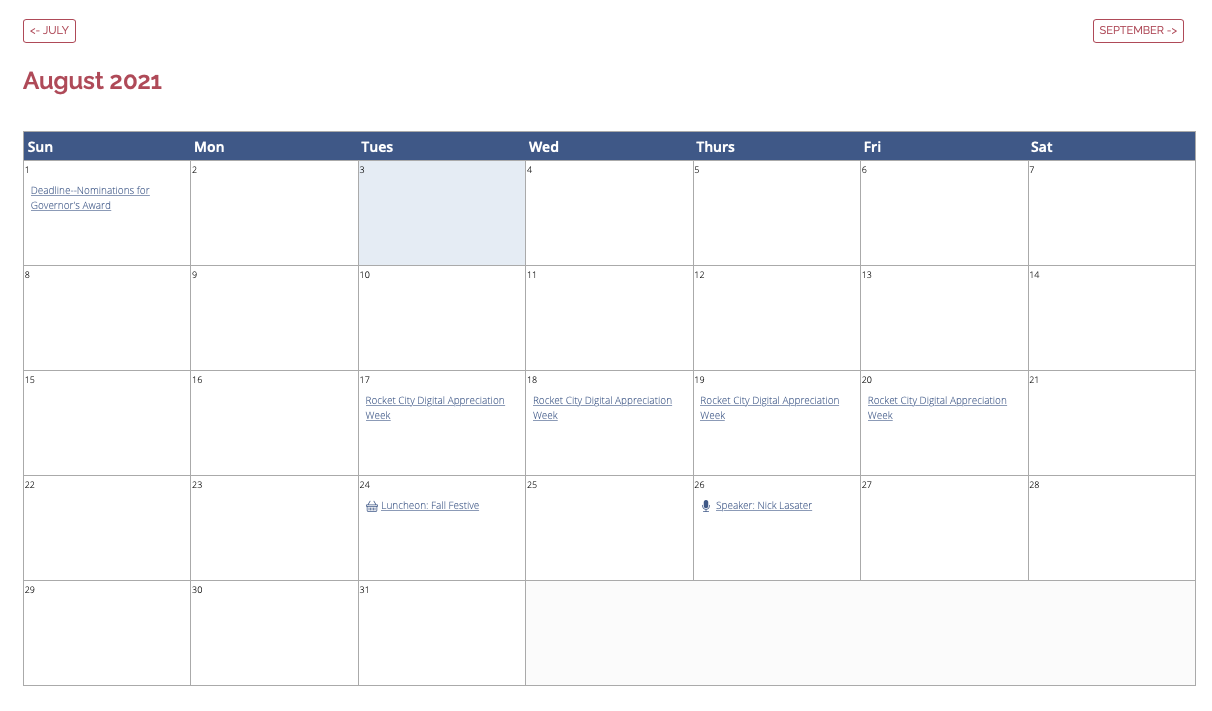 <- JULY
SEPTEMBER ->
August 2021
Sun Mon Tues Wed Thurs Fri Sat
1 2 3 4 5 6 7
Deadline--Nominations for
Governor's Award
8 9 10 11 12 13 14
15 16 17 18 19 20 21
Rocket City Digital Appreciation
Week
Rocket City Digital Appreciation
Week
Rocket City Digital Appreciation
Week
Rocket City Digital Appreciation
Week
22 23 24 25 26 27 28
Luncheon: Fall Festive
Speaker: Nick Lasater
29 30 31